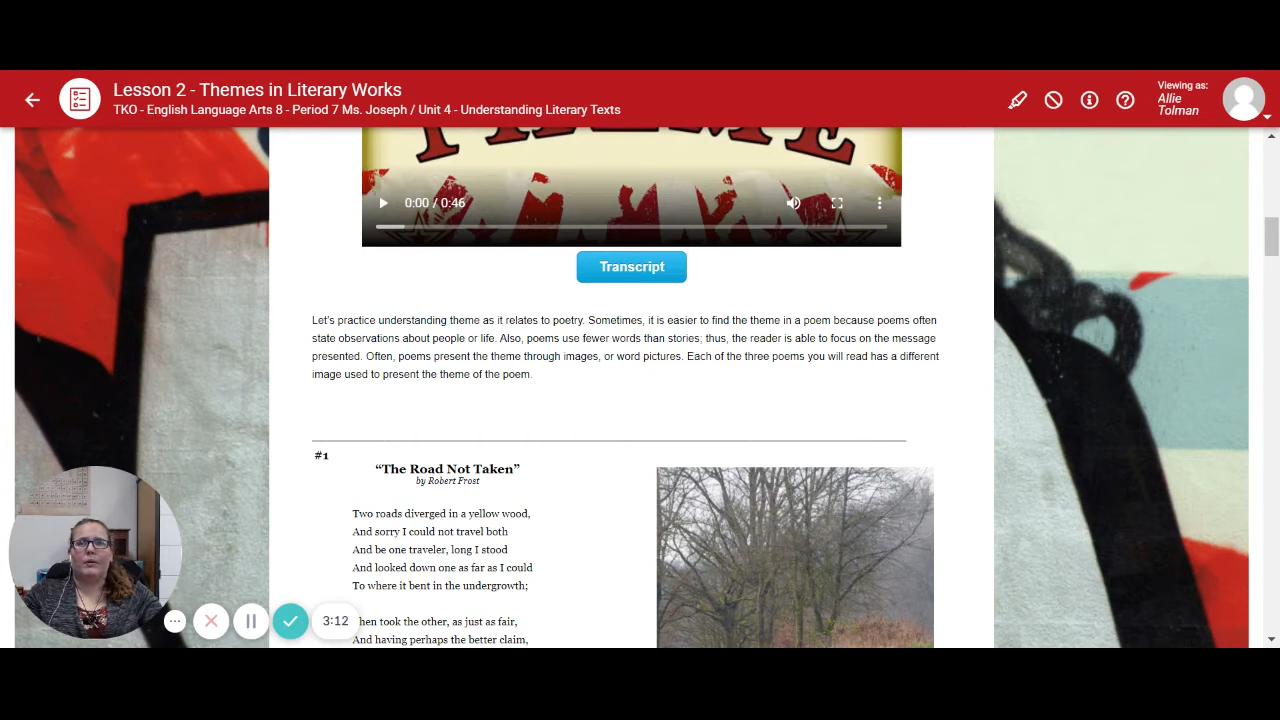 Lesson 2 - Themes in Literary Works
TKO - English Language Arts 8 - Period 7 Ms. Joseph / Unit 4 - Understanding Literary Texts
Viewing as:
Allie
Tolman
THEME
0:00 / 0:46
Transcript
Let's practice understanding theme as it relates to poetry. Sometimes, it is easier to find the theme in a poem because poems often
state observations about people or life. Also, poems use fewer words than stories; thus, the reader is able to focus on the message
presented. Often, poems present the theme through images, or word pictures. Each of the three poems you will read has a different
image used to present the theme of the poem.
#1
“The Road Not Taken”
by Robert Frost
Two roads diverged in a yellow wood,
And sorry I could not travel both
And be one traveler, long I stood
And looked down one as far as I could
To where it bent in the undergrowth;
hen took the other, as just as fair,
And having perhaps the better claim,
3:12